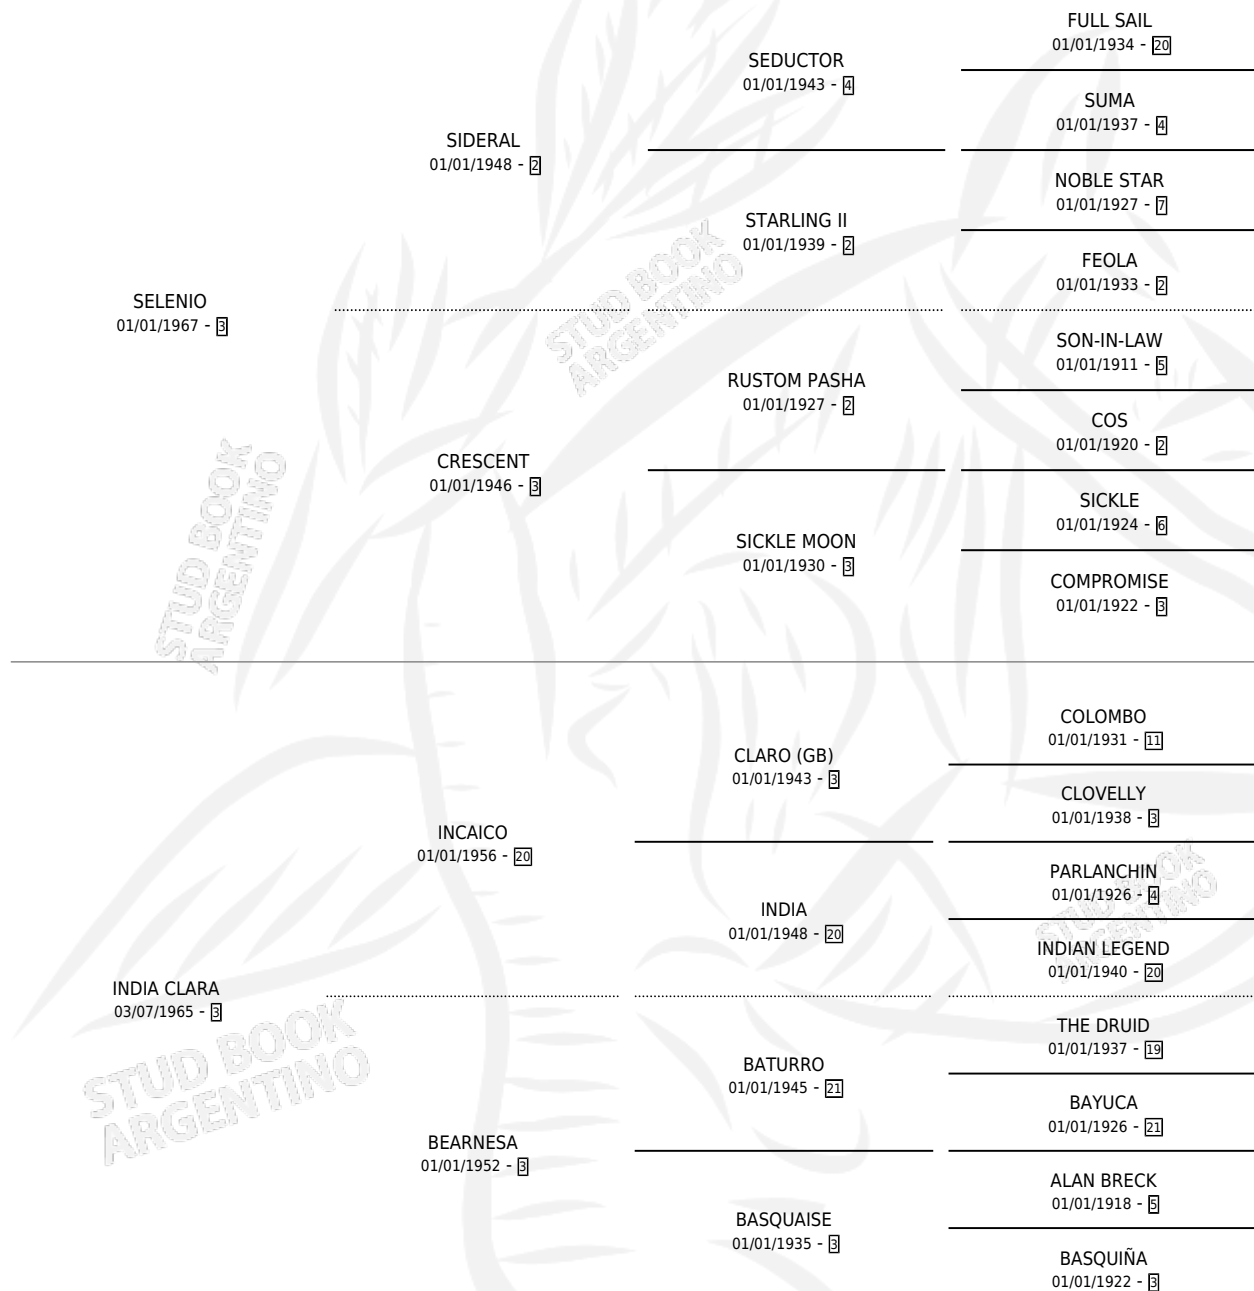 FULL SAIL
01/01/1934 - 20
SEDUCTOR
01/01/1943 - 4
SUMA
01/01/1937 - 4
SIDERAL
01/01/1948 - 2
NOBLE STAR
01/01/1927 - 7
STARLING II
01/01/1939 - 2
FEOLA
01/01/1933 - 2
SELENIO
01/01/1967 - 3
SON-IN-LAW
01/01/1911 - 5
RUSTOM PASHA
01/01/1927 - 2
COS
01/01/1920 - 2
CRESCENT
01/01/1946 - 3
SICKLE
01/01/1924 - 6
SICKLE MOON
01/01/1930 - 3
COMPROMISE
01/01/1922 - 3
COLOMBO
01/01/1931 - 11
CLARO (GB)
01/01/1943 - 3
CLOVELLY
01/01/1938 - 3
INCAICO
01/01/1956 - 20
PARLANCHIN
01/01/1926 - 4
INDIA
01/01/1948 - 20
INDIAN LEGEND
01/01/1940 - 20
INDIA CLARA
03/07/1965 - 3
THE DRUID
01/01/1937 - 19
BATURRO
01/01/1945 - 21
BAYUCA
01/01/1926 - 21
BEARNESA
01/01/1952 - 3
ALAN BRECK
01/01/1918 - 5
BASQUAISE
01/01/1935 - 3
BASQUIÑA
01/01/1922 - 3
STUD BOOK
ARGENTINO
STUD BOOK
ARGENTINO
STUD BOOK
ARGENTINO
STUD BOOK
ARGENTINO